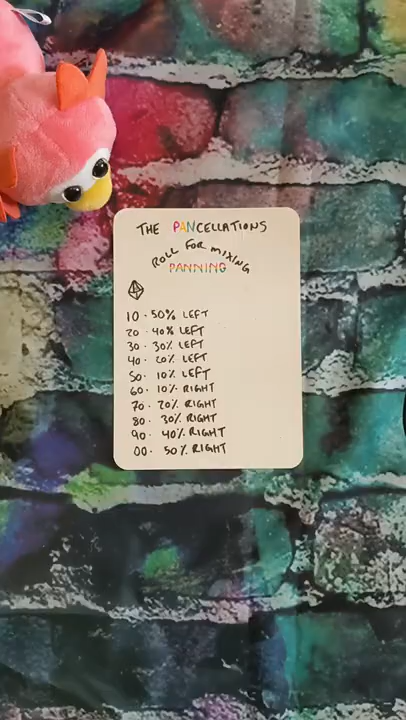 THE PANCELLATIONS
ROLL FOR MIXING
PANNING
10 · 50% LEFT
20 · 40% LEFT
30 · 30% LEFT
40 · 20% LEFT
50 · 10% LEFT
60 · 10% RIGHT
70 · 20% RIGHT
80 · 30% RIGHT
90 · 40% RIGHT
00 · 50% RIGHT